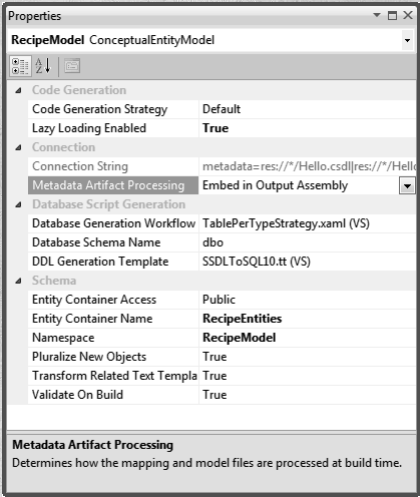 Properties
RecipeModel ConceptualEntityModel
Code Generation
Code Generation Strategy Default
Lazy Loading Enabled True
Connection
Connection String metadata=res://*/Hello.csdl|res://*/Hello
Metadata Artifact Processing Embed in Output Assembly
Database Script Generation
Database Generation Workflow TablePerTypeStrategy.xaml (VS)
Database Schema Name dbo
DDL Generation Template SSDLToSQL10.tt (VS)
Schema
Entity Container Access Public
Entity Container Name RecipeEntities
Namespace RecipeModel
Pluralize New Objects True
Transform Related Text Templa True
Validate On Build True
Metadata Artifact Processing
Determines how the mapping and model files are processed at build time.